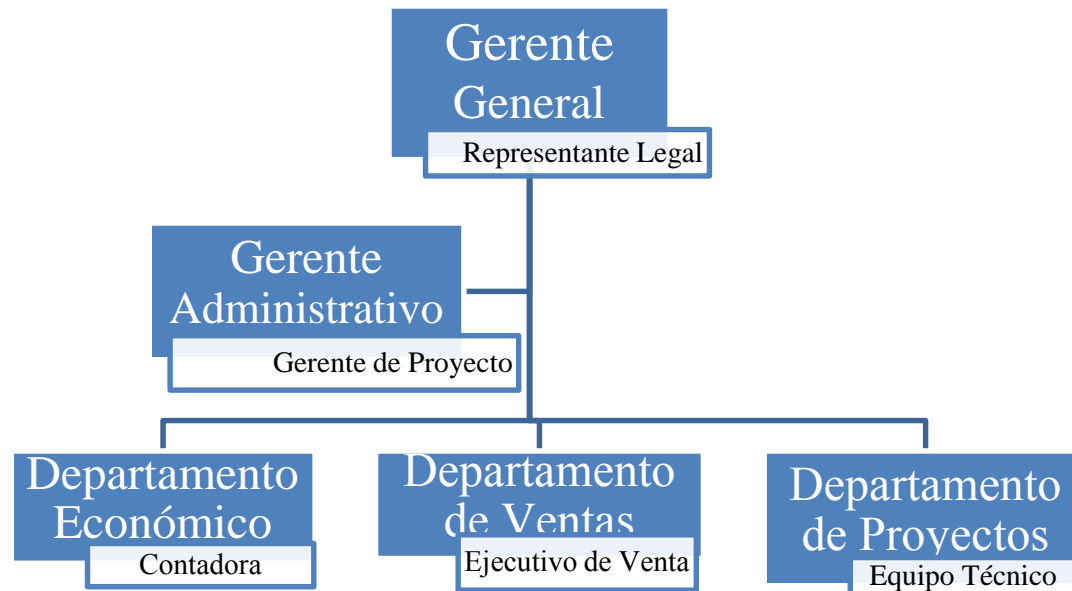 Gerente
General
Representante Legal
Gerente
Administrativo
Gerente de Proyecto
Departamento
Económico
Contadora
Departamento
de Ventas
Ejecutivo de Venta
Departamento
de Proyectos
Equipo Técnico